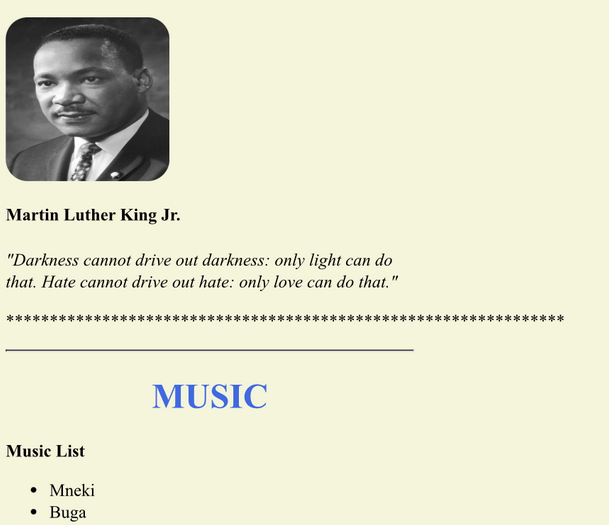 Martin Luther King Jr.
"Darkness cannot drive out darkness: only light can do
that. Hate cannot drive out hate: only love can do that."
****************************************************************
MUSIC
Music List
• Mneki
• Buga